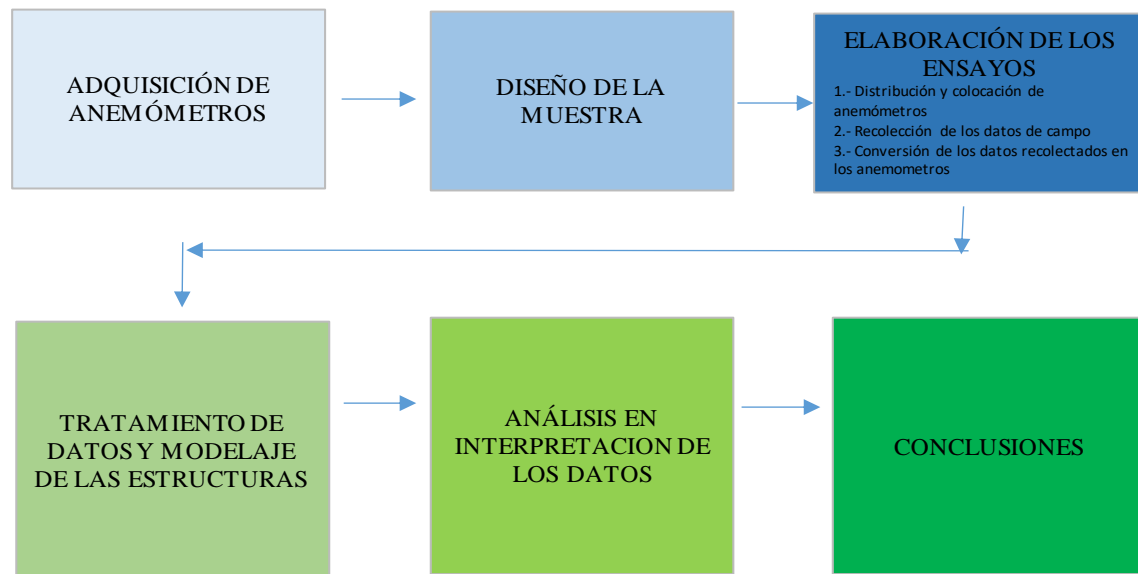 ADQUISICIÓN DE
ANEMÓMETROS
DISEÑO DE LA
MUESTRA
ELABORACIÓN DE LOS
ENSAYOS
1.- Distribución y colocación de
anemómetros
2.- Recolección de los datos de campo
3.- Conversión de los datos recolectados en
los anemometros
TRATAMIENTO DE
DATOS Y MODELAJE
DE LAS ESTRUCTURAS
ANÁLISIS EN
INTERPRETACION DE
LOS DATOS
CONCLUSIONES